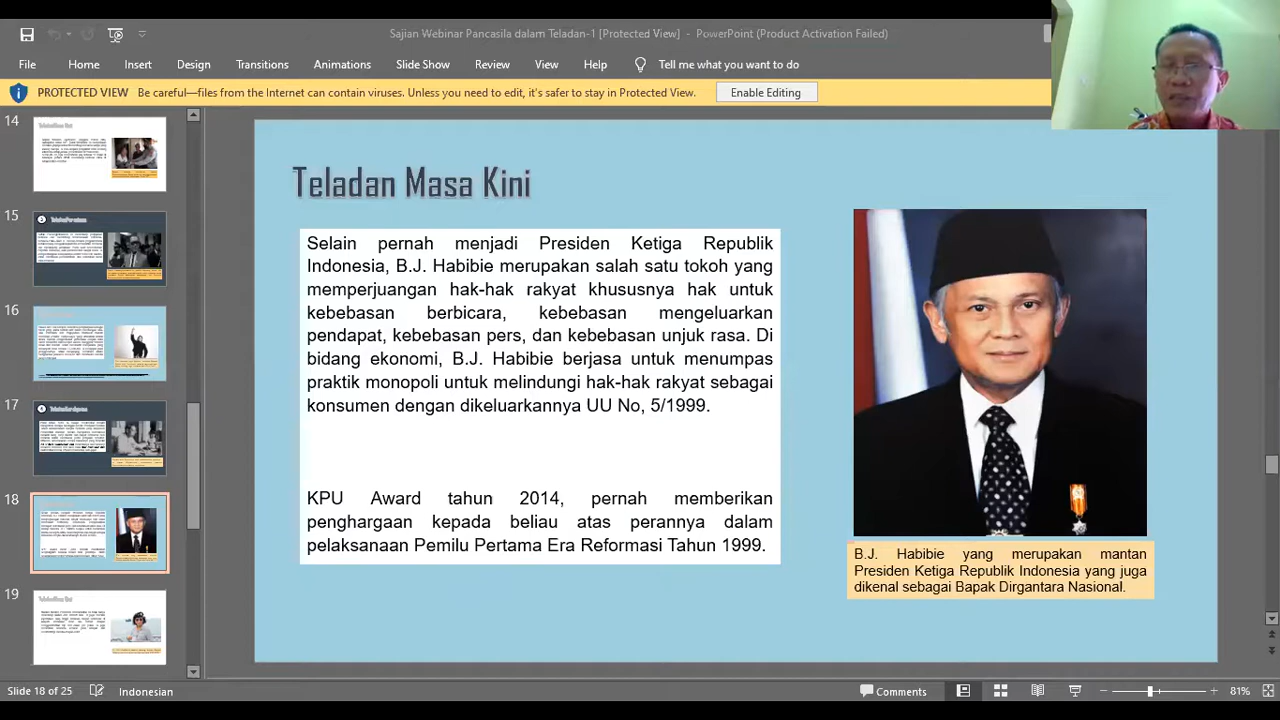 Sajian Webinar Pancasila dalam Teladan-1 [Protected View] - PowerPoint (Product Activation Failed)
File Home Insert Design Transitions Animations Slide Show Review View Help Tell me what you want to do
PROTECTED VIEW Be careful—files from the Internet can contain viruses. Unless you need to edit, it's safer to stay in Protected View. Enable Editing
14
15
16
17
18
19
Teladan Masa Kini
Selain pernah menjadi Presiden Ketiga Republik
Indonesia, B.J. Habibie merupakan salah satu tokoh yang
memperjuangan hak-hak rakyat khususnya hak untuk
kebebasan berbicara, kebebasan mengeluarkan
pendapat, kebebasan pers, dan kebebasan unjuk rasa. Di
bidang ekonomi, B.J. Habibie berjasa untuk menumpas
praktik monopoli untuk melindungi hak-hak rakyat sebagai
konsumen dengan dikeluarkannya UU No, 5/1999.
KPU Award tahun 2014, pernah memberikan
penghargaan kepada beliau atas perannya dalam
pelaksanaan Pemilu Pertama Era Reformasi Tahun 1999.
B.J. Habibie yang merupakan mantan
Presiden Ketiga Republik Indonesia yang juga
dikenal sebagai Bapak Dirgantara Nasional.
Slide 18 of 25 Indonesian Comments 81%